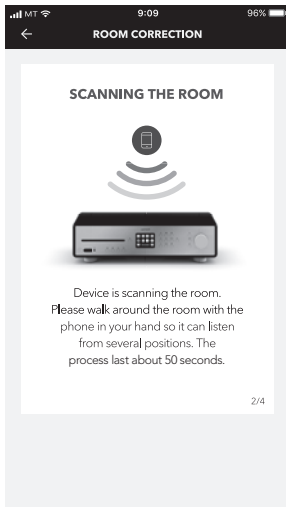 MT 9:09 96%
ROOM CORRECTION
SCANNING THE ROOM
Device is scanning the room.
Please walk around the room with the
phone in your hand so it can listen
from several positions. The
process last about 50 seconds.
2/4